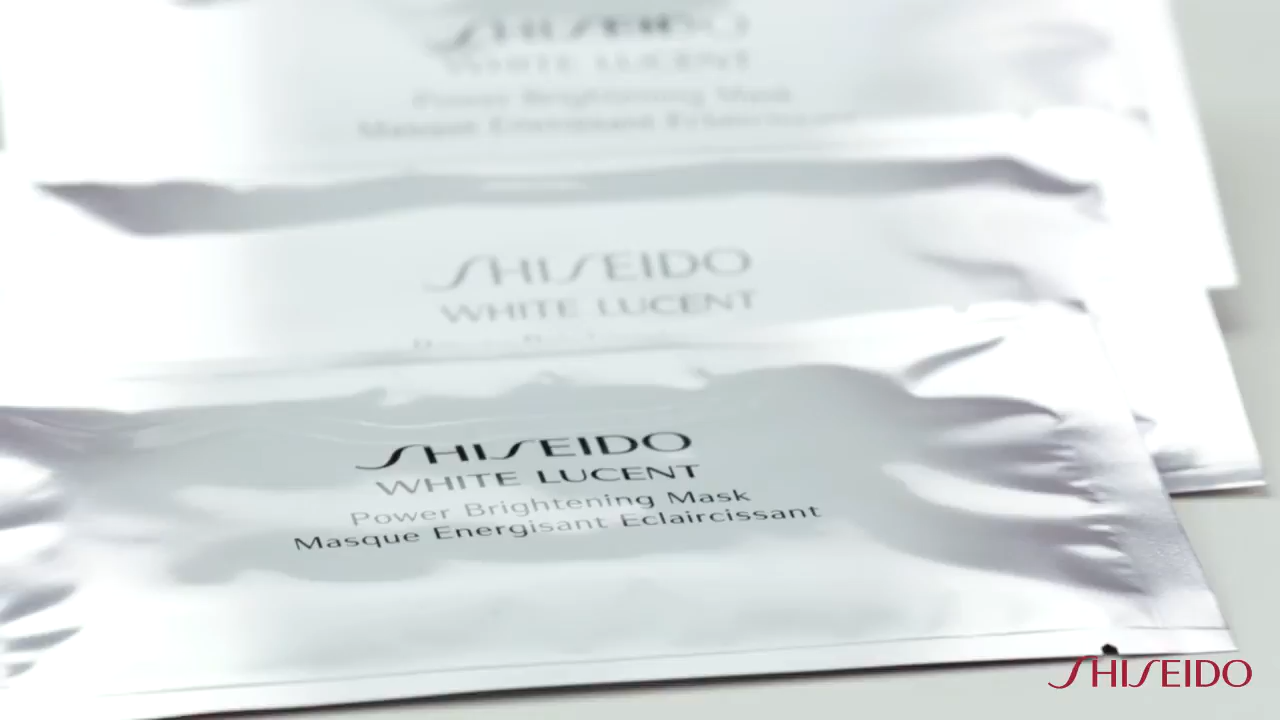 SHISEIDO
WHITE LUCENT
Power Brightening Mask
Masque Energisant Eclaircissant
SHISEIDO
WHITE LUCENT
SHISEIDO
WHITE LUCENT
Power Brightening Mask
Masque Energisant Eclaircissant
SHISEIDO